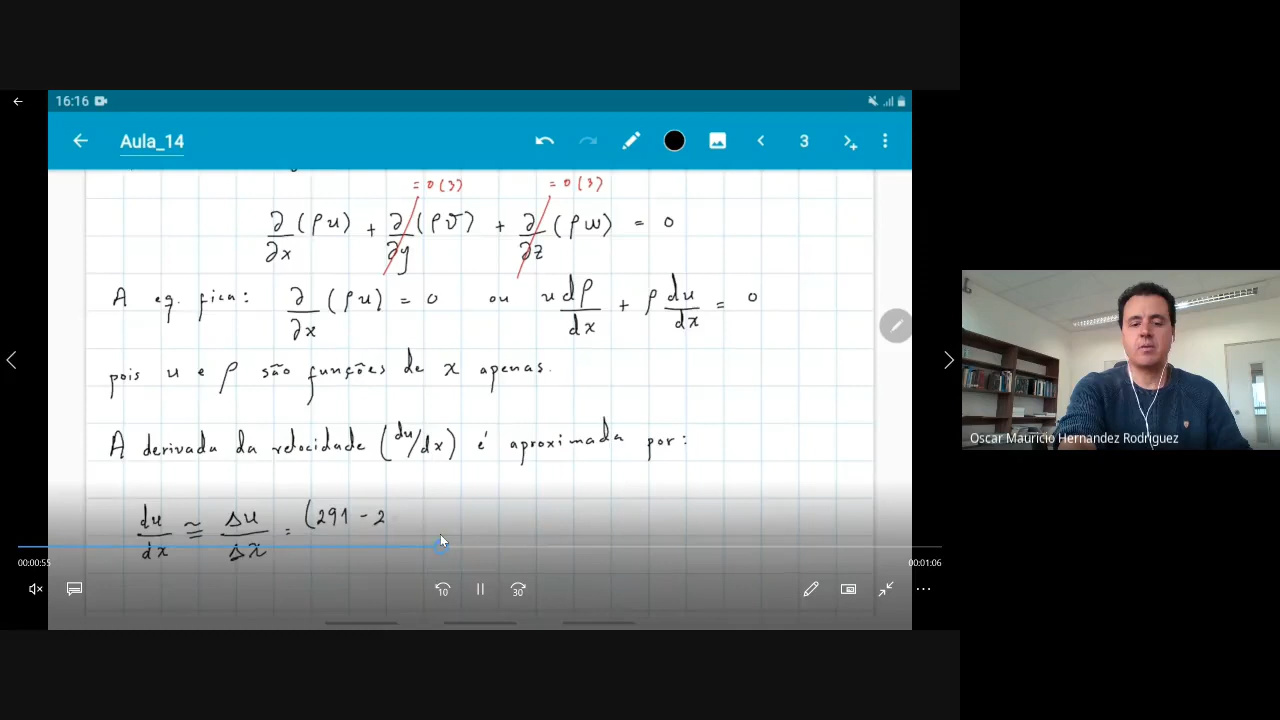 16:16
Aula_14
3
= 0 (3) = 0 (3)
∂/∂x (ρu) + ∂/∂y (ρv) + ∂/∂z (ρw) = 0
A eq. fica: ∂/∂x (ρu) = 0 ou u dρ/dx + ρ du/dx = 0
pois u e ρ são funções de x apenas.
A derivada da velocidade (du/dx) é aproximada por:
du/dx ≅ Δu/Δx = (291 - 2
00:00:55
00:01:06
10
30
Oscar Mauricio Hernandez Rodriguez